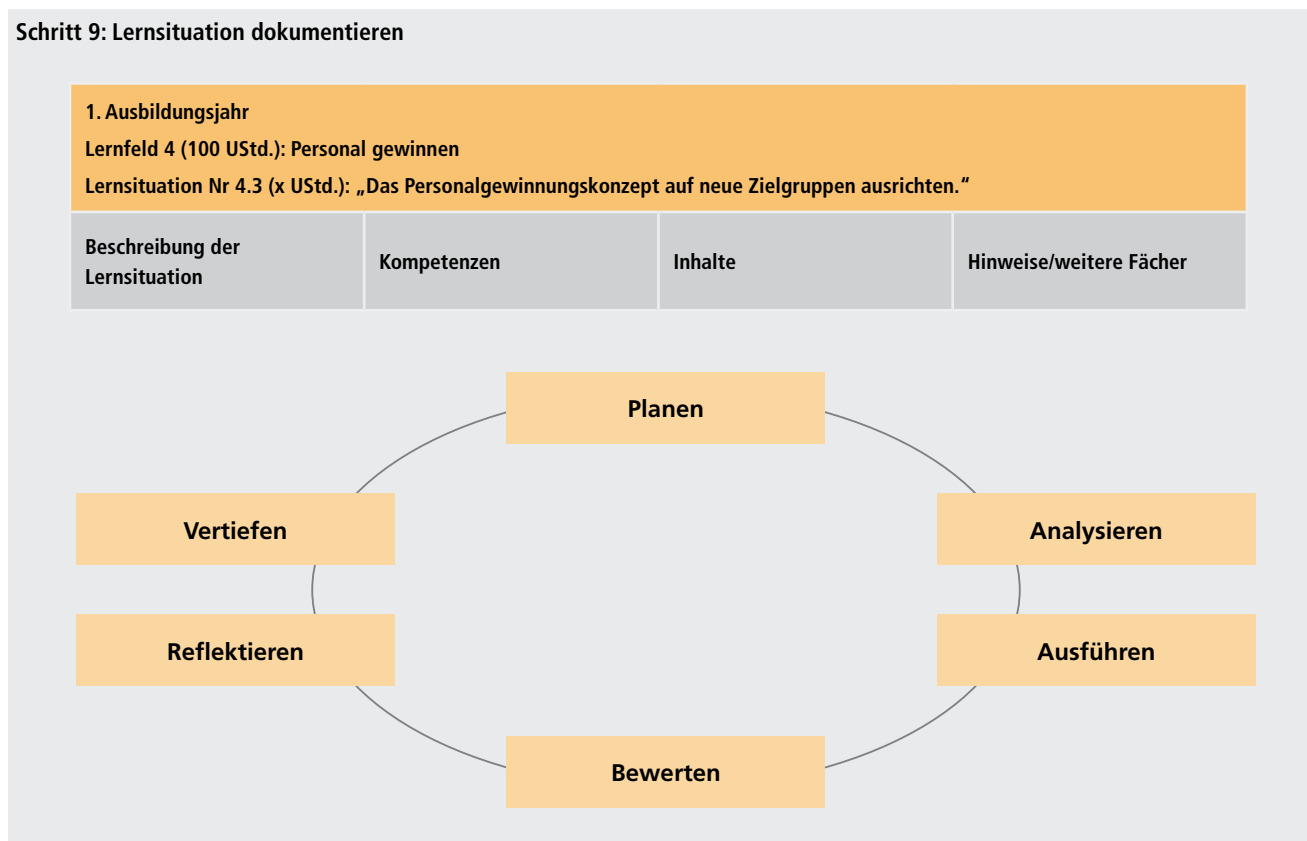 Schritt 9: Lernsituation dokumentieren
1. Ausbildungsjahr
Lernfeld 4 (100 UStd.): Personal gewinnen
Lernsituation Nr 4.3 (x UStd.): „Das Personalgewinnungskonzept auf neue Zielgruppen ausrichten.“
Beschreibung der
Lernsituation
Kompetenzen
Inhalte
Hinweise/weitere Fächer
Planen
Vertiefen
Analysieren
Reflektieren
Ausführen
Bewerten